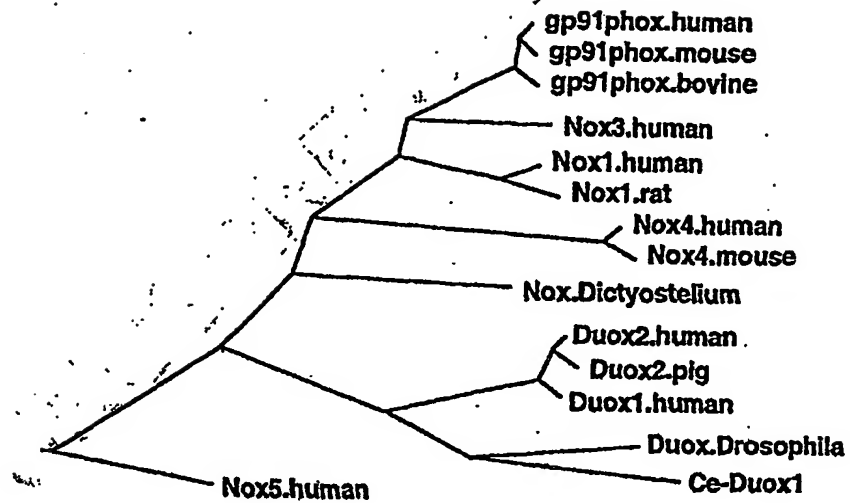 gp91phox.human
gp91phox.mouse
gp91phox.bovine
Nox3.human
Nox1.human
Nox1.rat
Nox4.human
Nox4.mouse
Nox.Dictyostelium
Duox2.human
Duox2.pig
Duox1.human
Duox.Drosophila
Ce-Duox1
Nox5.human